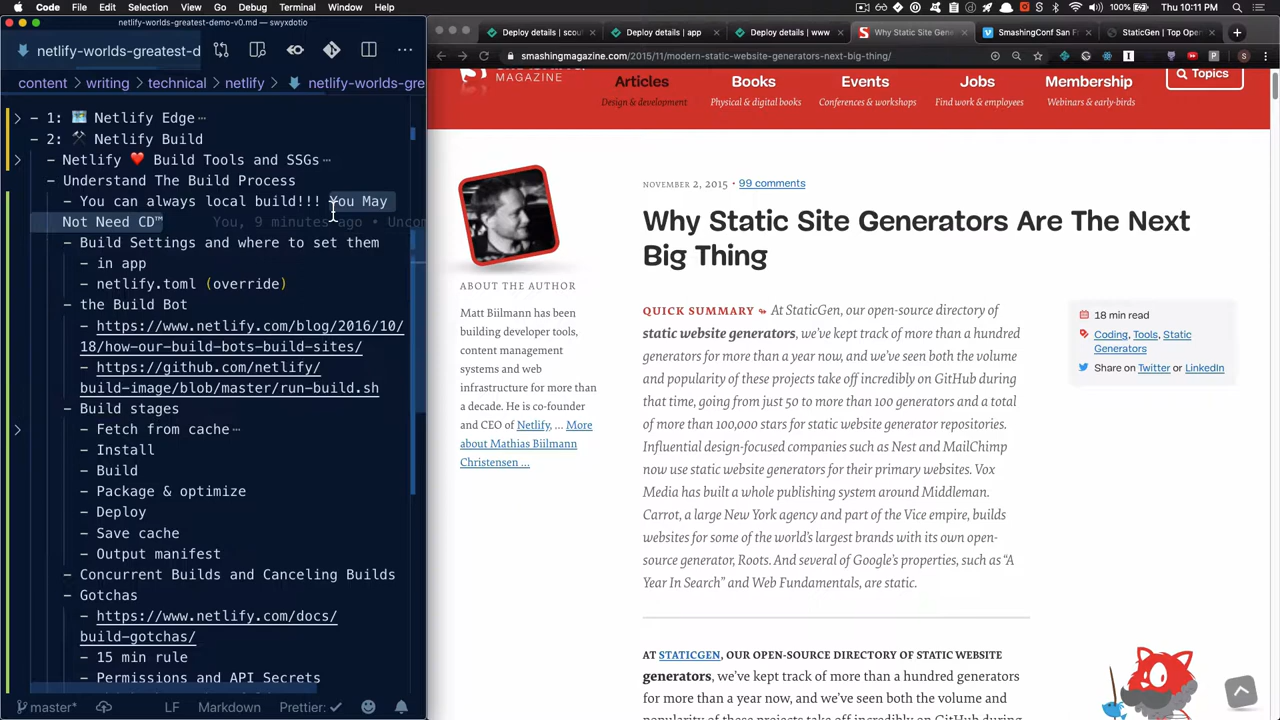 Code File Edit Selection View Go
Thu 10:11 PM
netlify-worlds-greatest-demo-v0.md — swyxdotio
netlify-worlds-greatest-d
content › writing › technical › netlify › netlify-worlds-gre
– 1: Netlify Edge…
– 2: Netlify Build
– Netlify ❤️ Build Tools and SSGs…
– Understand The Build Process
– You can always local build!!! You May
Not Need CD™ You, 9 minutes ago • Uncom
– Build Settings and where to set them
– in app
– netlify.toml (override)
– the Build Bot
– https://www.netlify.com/blog/2016/10/
18/how-our-build-bots-build-sites/
– https://github.com/netlify/
build-image/blob/master/run-build.sh
– Build stages
– Fetch from cache…
– Install
– Build
– Package & optimize
– Deploy
– Save cache
– Output manifest
– Concurrent Builds and Canceling Builds
– Gotchas
– https://www.netlify.com/docs/
build-gotchas/
– 15 min rule
– Permissions and API Secrets
master* LF Markdown Prettier: ✓
Deploy details | scou
Deploy details | app
Deploy details | www
Why Static Site Gene
SmashingConf San F
StaticGen | Top Oper
smashingmagazine.com/2015/11/modern-static-website-generators-next-big-thing/
MAGAZINE
Articles Books Events Jobs Membership Topics
Design & development Physical & digital books Conferences & workshops Find work & employees Webinars & early-birds
NOVEMBER 2, 2015 • 99 comments
Why Static Site Generators Are The Next
Big Thing
ABOUT THE AUTHOR
Matt Biilmann has been
building developer tools,
content management
systems and web
infrastructure for more than
a decade. He is co-founder
and CEO of Netlify, … More
about Mathias Biilmann
Christensen …
QUICK SUMMARY ↬ At StaticGen, our open-source directory of
static website generators, we've kept track of more than a hundred
generators for more than a year now, and we've seen both the volume
and popularity of these projects take off incredibly on GitHub during
that time, going from just 50 to more than 100 generators and a total
of more than 100,000 stars for static website generator repositories.
Influential design-focused companies such as Nest and MailChimp
now use static website generators for their primary websites. Vox
Media has built a whole publishing system around Middleman.
Carrot, a large New York agency and part of the Vice empire, builds
websites for some of the world's largest brands with its own open-
source generator, Roots. And several of Google's properties, such as “A
Year In Search” and Web Fundamentals, are static.
18 min read
Coding, Tools, Static
Generators
Share on Twitter or LinkedIn
AT STATICGEN, OUR OPEN-SOURCE DIRECTORY OF STATIC WEBSITE
generators, we've kept track of more than a hundred generators
for more than a year now, and we've seen both the volume and
popularity of these projects take off incredibly on GitHub during